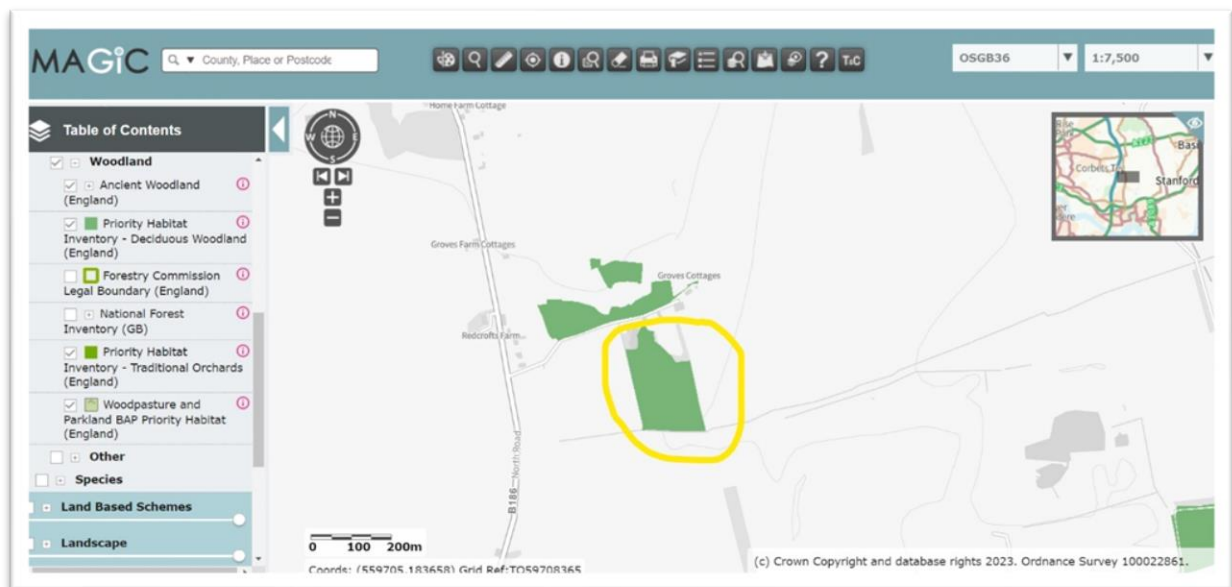 MAGiC
County, Place or Postcode
?
T&C
OSGB36
1:7,500
Table of Contents
Woodland
Ancient Woodland
(England)
Priority Habitat
Inventory - Deciduous Woodland
(England)
Forestry Commission
Legal Boundary (England)
National Forest
Inventory (GB)
Priority Habitat
Inventory - Traditional Orchards
(England)
Woodpasture and
Parkland BAP Priority Habitat
(England)
Other
Species
Land Based Schemes
Landscape
N
W
E
S
Home Farm Cottage
Groves Farm Cottages
Groves Cottages
Redcrofts Farm...
B186
North Road
Corbets
Stanford
0 100 200m
Coords: (559705,183658) Grid Ref:TQ59708365
(c) Crown Copyright and database rights 2023. Ordnance Survey 100022861.